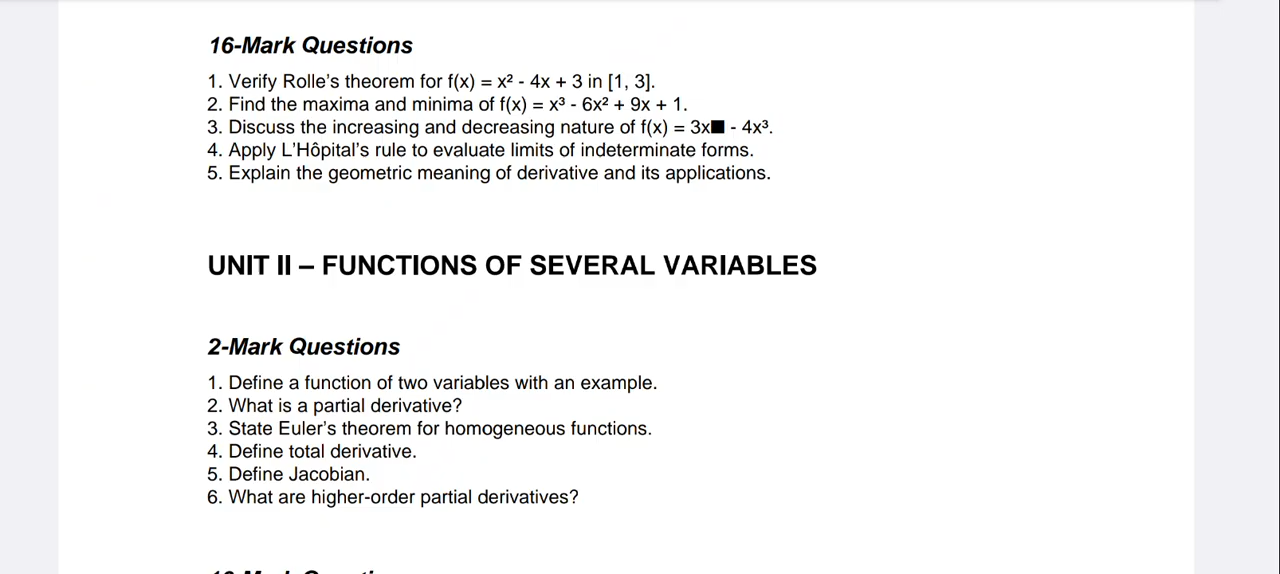 16-Mark Questions
1. Verify Rolle’s theorem for f(x) = x² - 4x + 3 in [1, 3].
2. Find the maxima and minima of f(x) = x³ - 6x² + 9x + 1.
3. Discuss the increasing and decreasing nature of f(x) = 3x■ - 4x³.
4. Apply L’Hôpital’s rule to evaluate limits of indeterminate forms.
5. Explain the geometric meaning of derivative and its applications.
UNIT II – FUNCTIONS OF SEVERAL VARIABLES
2-Mark Questions
1. Define a function of two variables with an example.
2. What is a partial derivative?
3. State Euler’s theorem for homogeneous functions.
4. Define total derivative.
5. Define Jacobian.
6. What are higher-order partial derivatives?